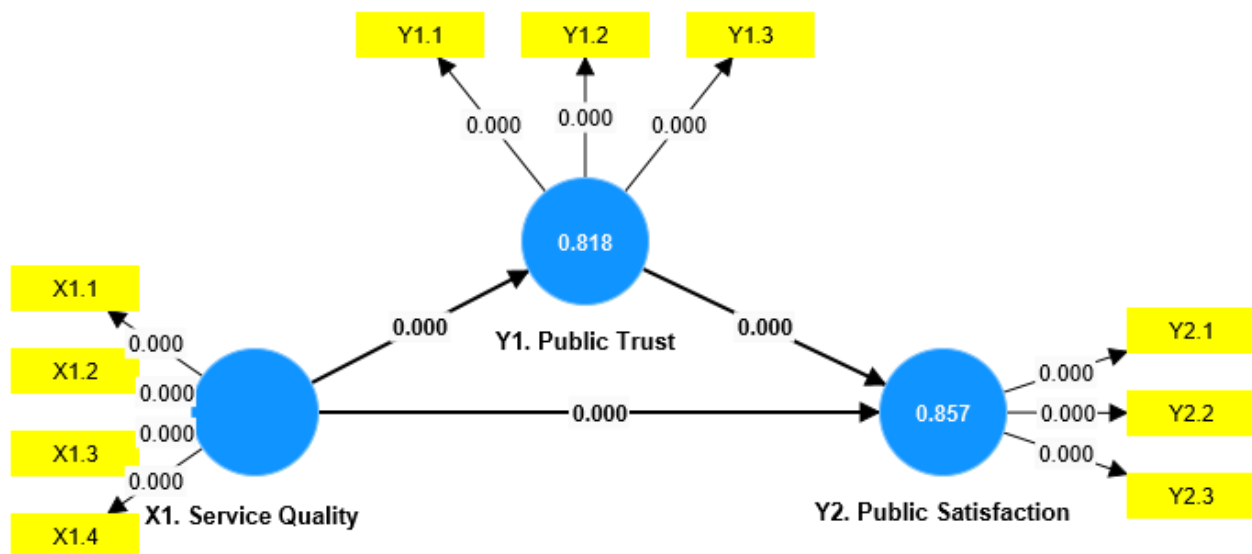 Y1.1
Y1.2
Y1.3
0.000
0.000
0.000
0.818
Y1. Public Trust
X1.1
X1.2
X1.3
X1.4
0.000
0.000
0.000
0.000
X1. Service Quality
0.000
0.000
0.000
0.857
Y2. Public Satisfaction
0.000
0.000
0.000
Y2.1
Y2.2
Y2.3